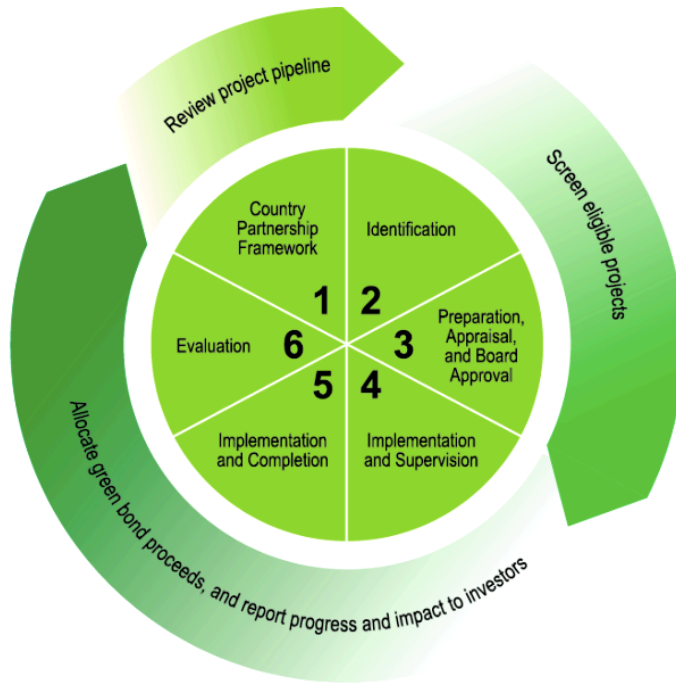 Review project pipeline
Screen eligible projects
Allocate green bond proceeds, and report progress and impact to investors
Country
Partnership
Framework
1
Identification
2
Preparation,
Appraisal,
and Board
Approval
3
Implementation
and Supervision
4
Implementation
and Completion
5
Evaluation
6